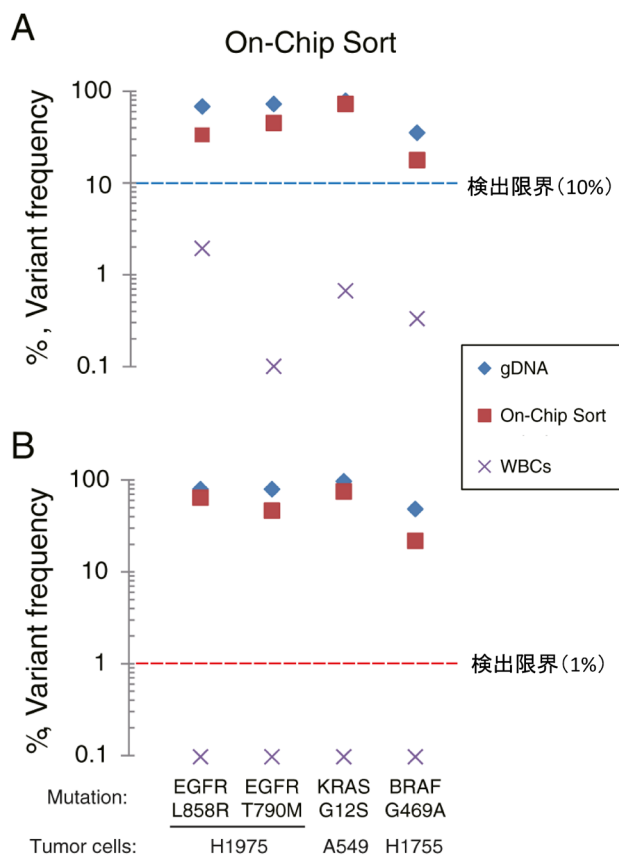 A
On-Chip Sort
%, Variant frequency
100
10
1
0.1
検出限界(10%)
gDNA
On-Chip Sort
WBCs
B
%, Variant frequency
100
10
1
0.1
検出限界(1%)
Mutation:
EGFR L858R
EGFR T790M
KRAS G12S
BRAF G469A
Tumor cells:
H1975
A549
H1755